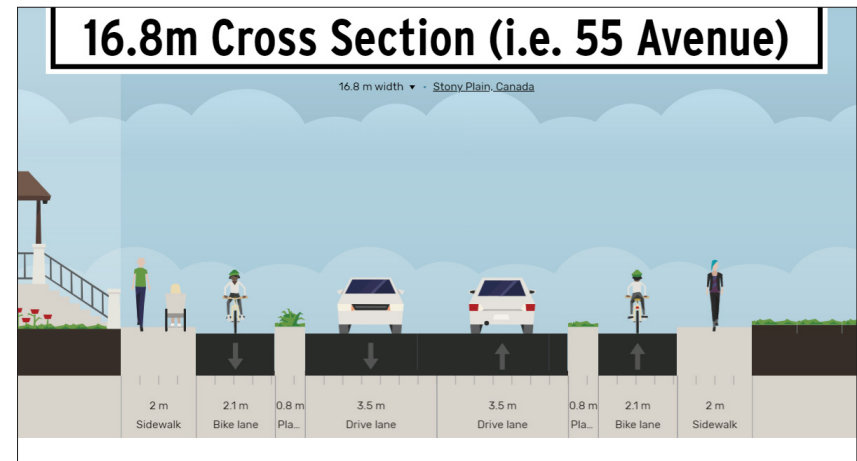 16.8m Cross Section (i.e. 55 Avenue)
16.8 m width ▾ · Stony Plain, Canada
2 m 2.1 m 0.8 m 3.5 m 3.5 m 0.8 m 2.1 m 2 m
Sidewalk Bike lane Pla... Drive lane Drive lane Pla... Bike lane Sidewalk